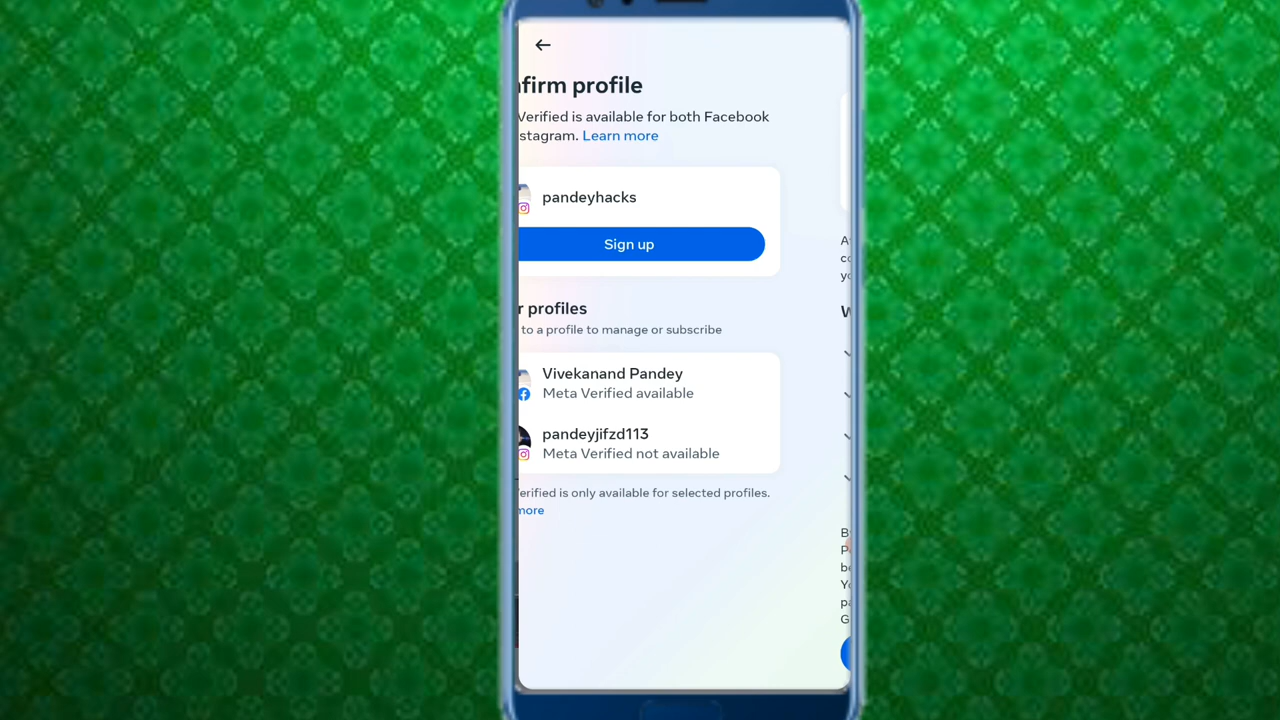 nfirm profile
Verified is available for both Facebook
stagram. Learn more
pandeyhacks
Sign up
r profiles
to a profile to manage or subscribe
Vivekanand Pandey
Meta Verified available
pandeyjifzd113
Meta Verified not available
erified is only available for selected profiles.
more